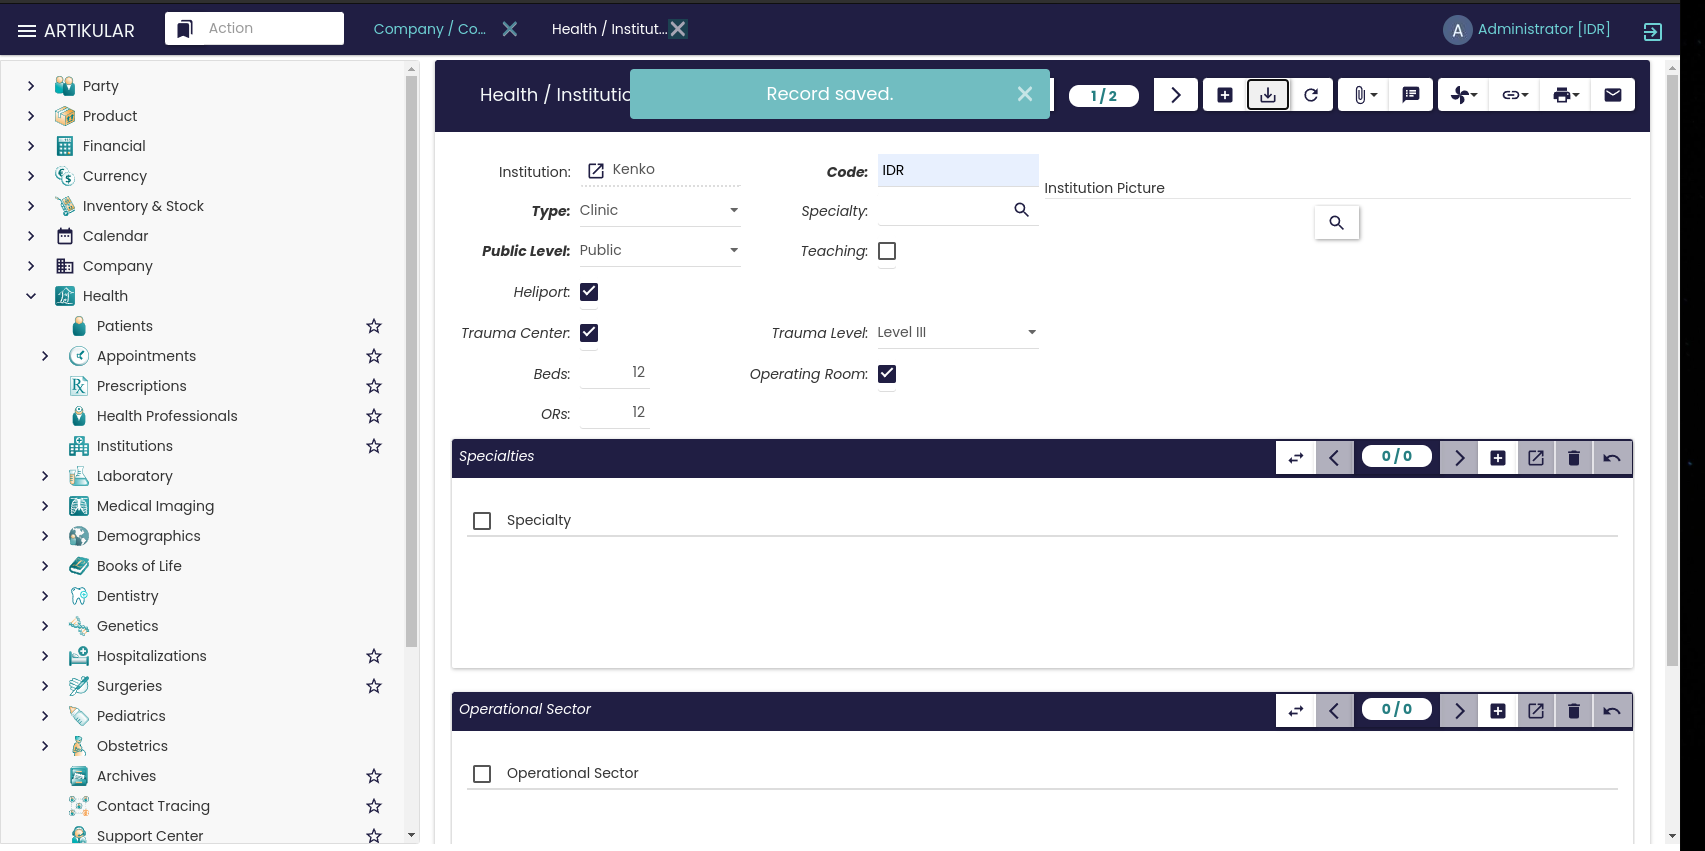 ARTIKULAR
Action
Company / Co...
Health / Institut...
A
Administrator [IDR]
Party
Product
Financial
Currency
Inventory & Stock
Calendar
Company
Health
Patients
Appointments
Prescriptions
Health Professionals
Institutions
Laboratory
Medical Imaging
Demographics
Books of Life
Dentistry
Genetics
Hospitalizations
Surgeries
Pediatrics
Obstetrics
Archives
Contact Tracing
Support Center
Health / Institutio
Record saved.
1 / 2
Institution: Kenko
Code: IDR
Institution Picture
Type: Clinic
Specialty:
Public Level: Public
Teaching:
Heliport:
Trauma Center:
Trauma Level: Level III
Beds: 12
Operating Room:
ORs: 12
Specialties
0 / 0
Specialty
Operational Sector
0 / 0
Operational Sector